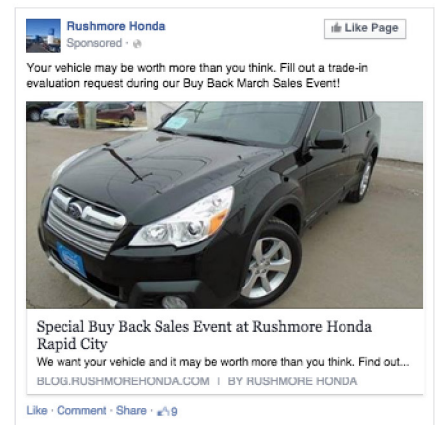 Rushmore Honda
Like Page
Sponsored ·
Your vehicle may be worth more than you think. Fill out a trade-in
evaluation request during our Buy Back March Sales Event!
Special Buy Back Sales Event at Rushmore Honda
Rapid City
We want your vehicle and it may be worth more than you think. Find out...
BLOG.RUSHMOREHONDA.COM | BY RUSHMORE HONDA
Like · Comment · Share · 9